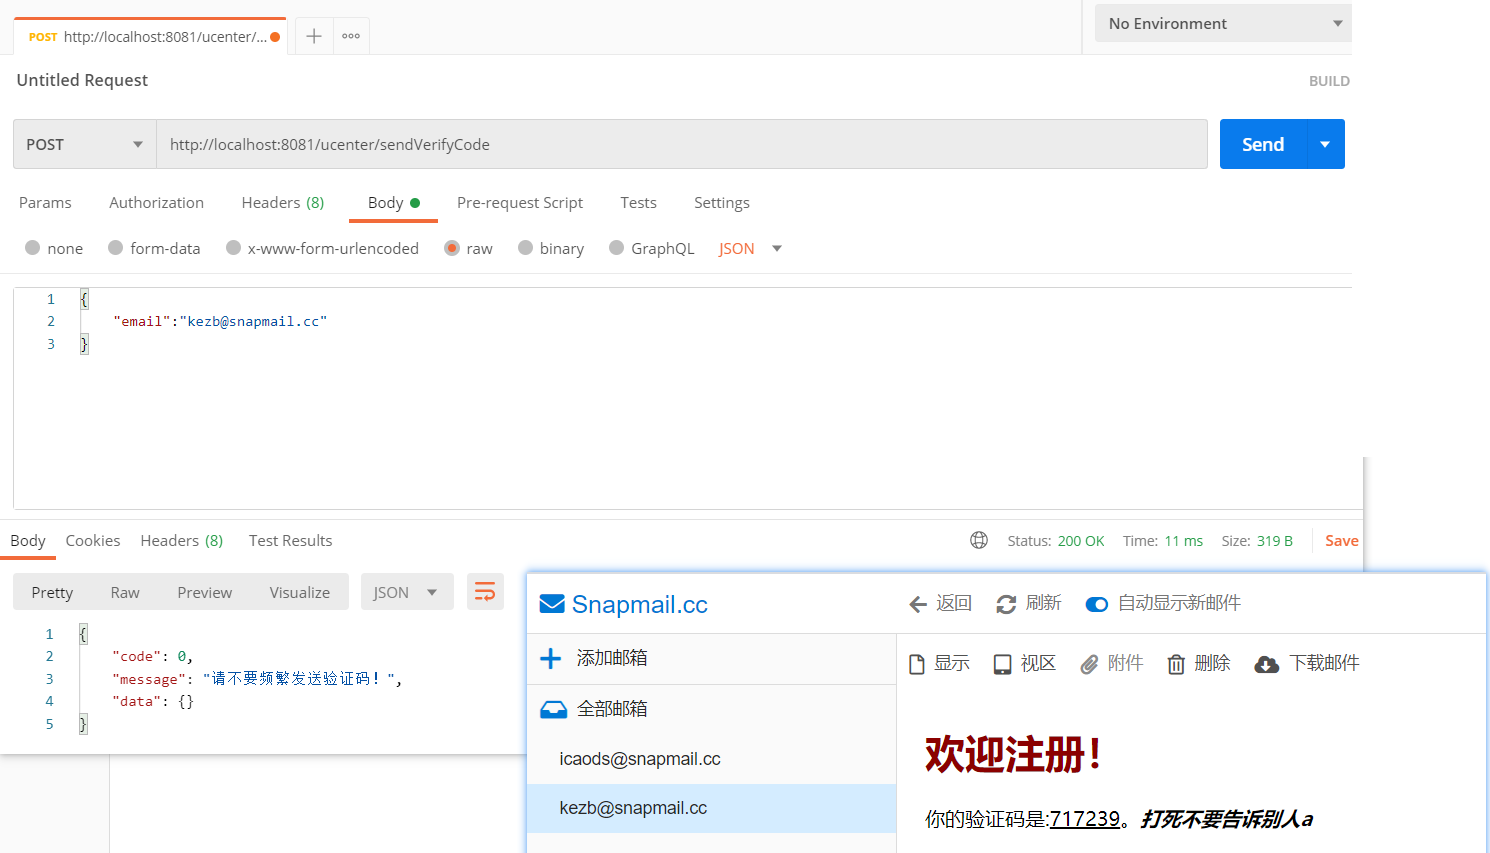 POST http://localhost:8081/ucenter/...
No Environment
Untitled Request
BUILD
POST
http://localhost:8081/ucenter/sendVerifyCode
Send
Params Authorization Headers (8) Body Pre-request Script Tests Settings
none form-data x-www-form-urlencoded raw binary GraphQL JSON
1 {
2 "email":"kezb@snapmail.cc"
3 }
Body Cookies Headers (8) Test Results
Status: 200 OK Time: 11 ms Size: 319 B Save
Pretty Raw Preview Visualize JSON
1 {
2 "code": 0,
3 "message": "请不要频繁发送验证码！",
4 "data": {}
5 }
Snapmail.cc
返回 刷新 自动显示新邮件
添加邮箱
显示 视区 附件 删除 下载邮件
全部邮箱
icaods@snapmail.cc
kezb@snapmail.cc
欢迎注册！
你的验证码是:717239。打死不要告诉别人a